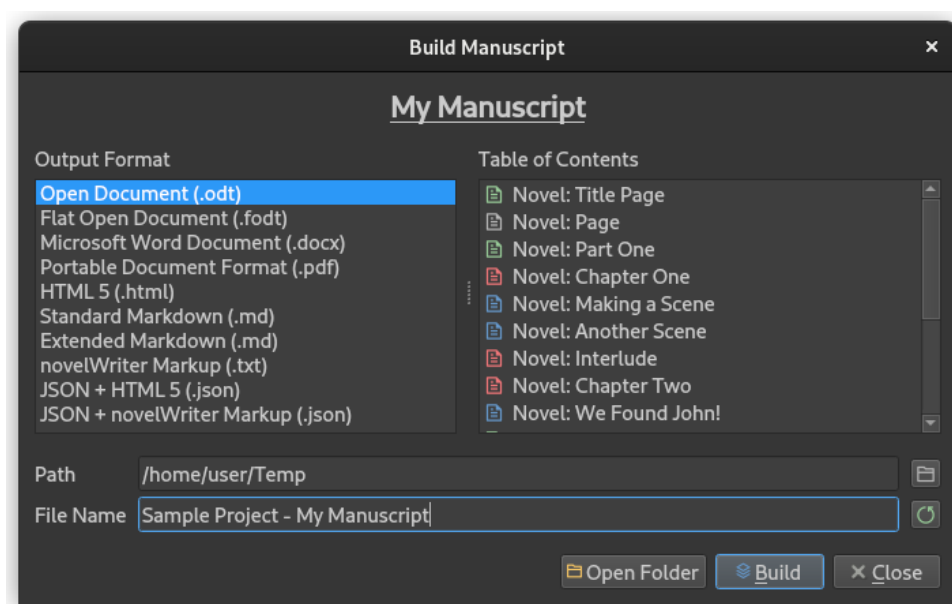 Build Manuscript
My Manuscript
Output Format
Open Document (.odt)
Flat Open Document (.fodt)
Microsoft Word Document (.docx)
Portable Document Format (.pdf)
HTML 5 (.html)
Standard Markdown (.md)
Extended Markdown (.md)
novelWriter Markup (.txt)
JSON + HTML 5 (.json)
JSON + novelWriter Markup (.json)
Table of Contents
Novel: Title Page
Novel: Page
Novel: Part One
Novel: Chapter One
Novel: Making a Scene
Novel: Another Scene
Novel: Interlude
Novel: Chapter Two
Novel: We Found John!
Path /home/user/Temp
File Name Sample Project - My Manuscript
Open Folder Build Close